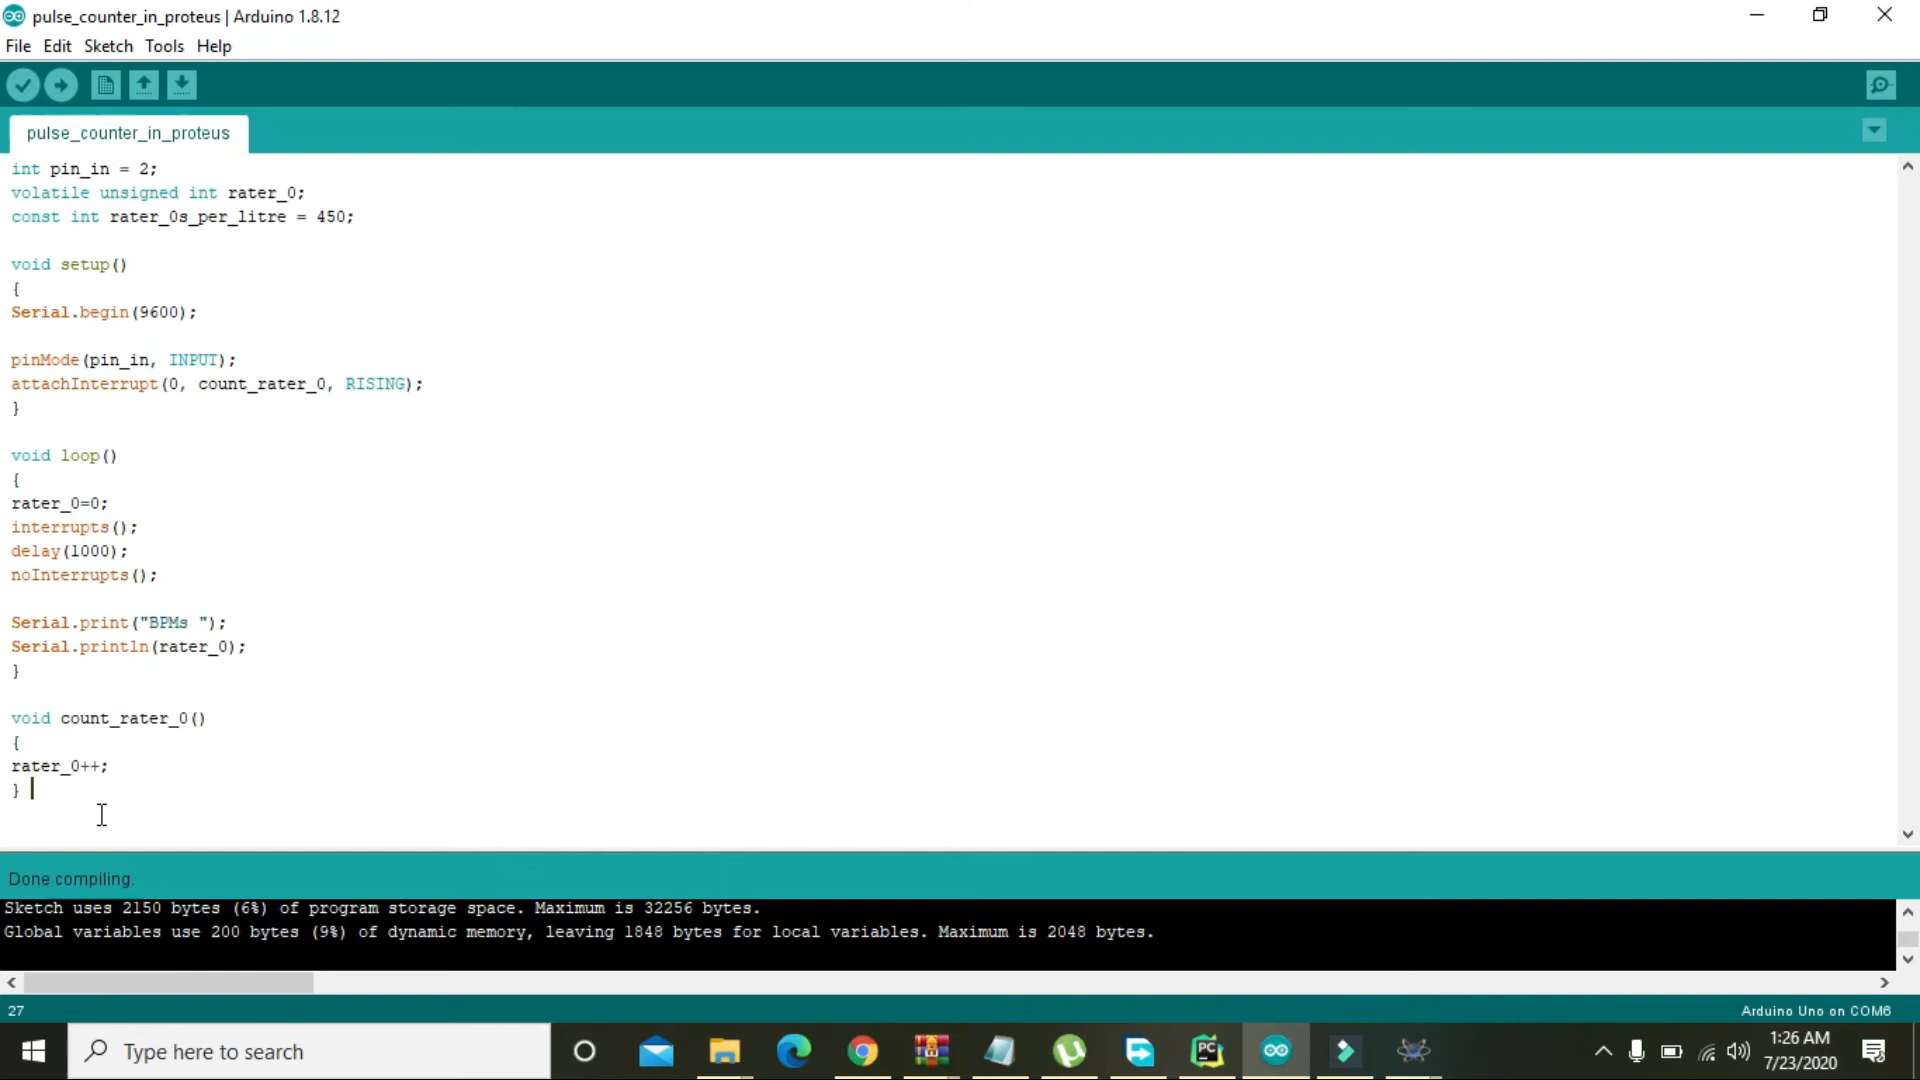 pulse_counter_in_proteus | Arduino 1.8.12
File Edit Sketch Tools Help
pulse_counter_in_proteus
int pin_in = 2;
volatile unsigned int rater_0;
const int rater_0s_per_litre = 450;
void setup()
{
Serial.begin(9600);
pinMode(pin_in, INPUT);
attachInterrupt(0, count_rater_0, RISING);
}
void loop()
{
rater_0=0;
interrupts();
delay(1000);
noInterrupts();
Serial.print("BPMs ");
Serial.println(rater_0);
}
void count_rater_0()
{
rater_0++;
}
Done compiling.
Sketch uses 2150 bytes (6%) of program storage space. Maximum is 32256 bytes.
Global variables use 200 bytes (9%) of dynamic memory, leaving 1848 bytes for local variables. Maximum is 2048 bytes.
27
Arduino Uno on COM6
Type here to search
PC
1:26 AM
7/23/2020